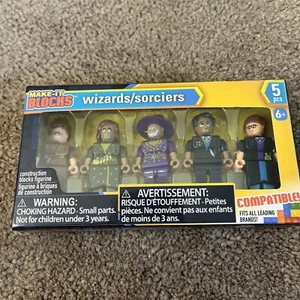 MAKE-IT
BLOCKS
wizards/sorciers
5
pcs
6+
construction
blocks figurine
figurine à briques
de construction
COMPATIBLE!
FITS ALL LEADING
BRANDS!
WARNING:
CHOKING HAZARD - Small parts.
Not for children under 3 years.
AVERTISSEMENT:
RISQUE D'ÉTOUFFEMENT - Petites
pièces. Ne convient pas aux enfants
de moins de 3 ans.